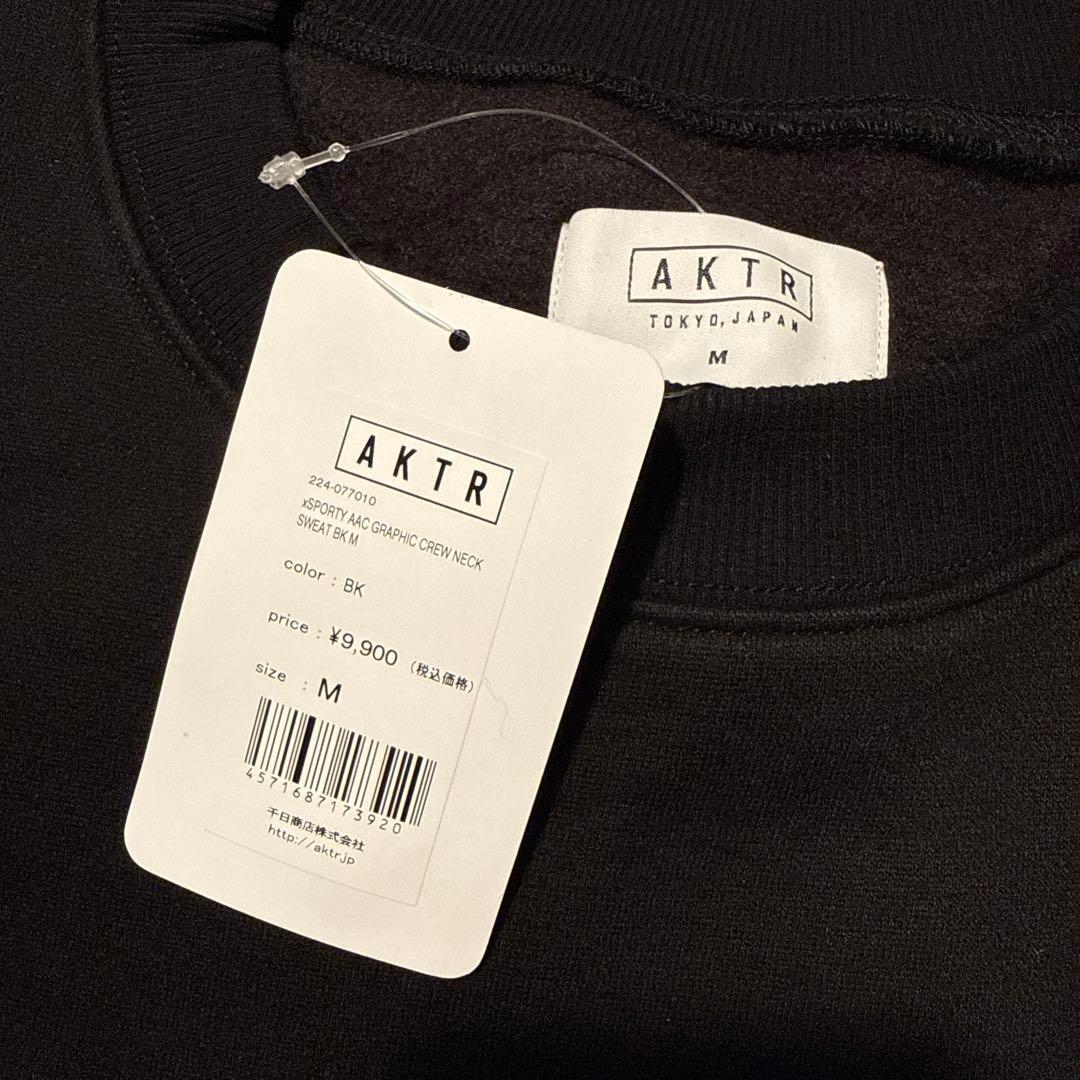 AKTR
TOKYO, JAPAN
M
AKTR
224-077010
xSPORTY AAC GRAPHIC CREW NECK
SWEAT BK M
color : BK
price : ¥9,900 (税込価格)
size : M
4571687173920
千日商店株式会社
http://aktr.jp